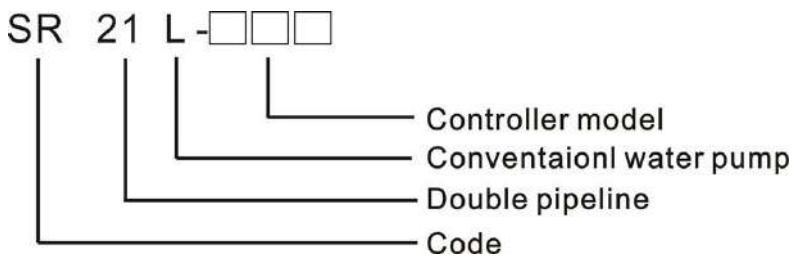 SR 21 L -□□□
Controller model
Conventaionl water pump
Double pipeline
Code